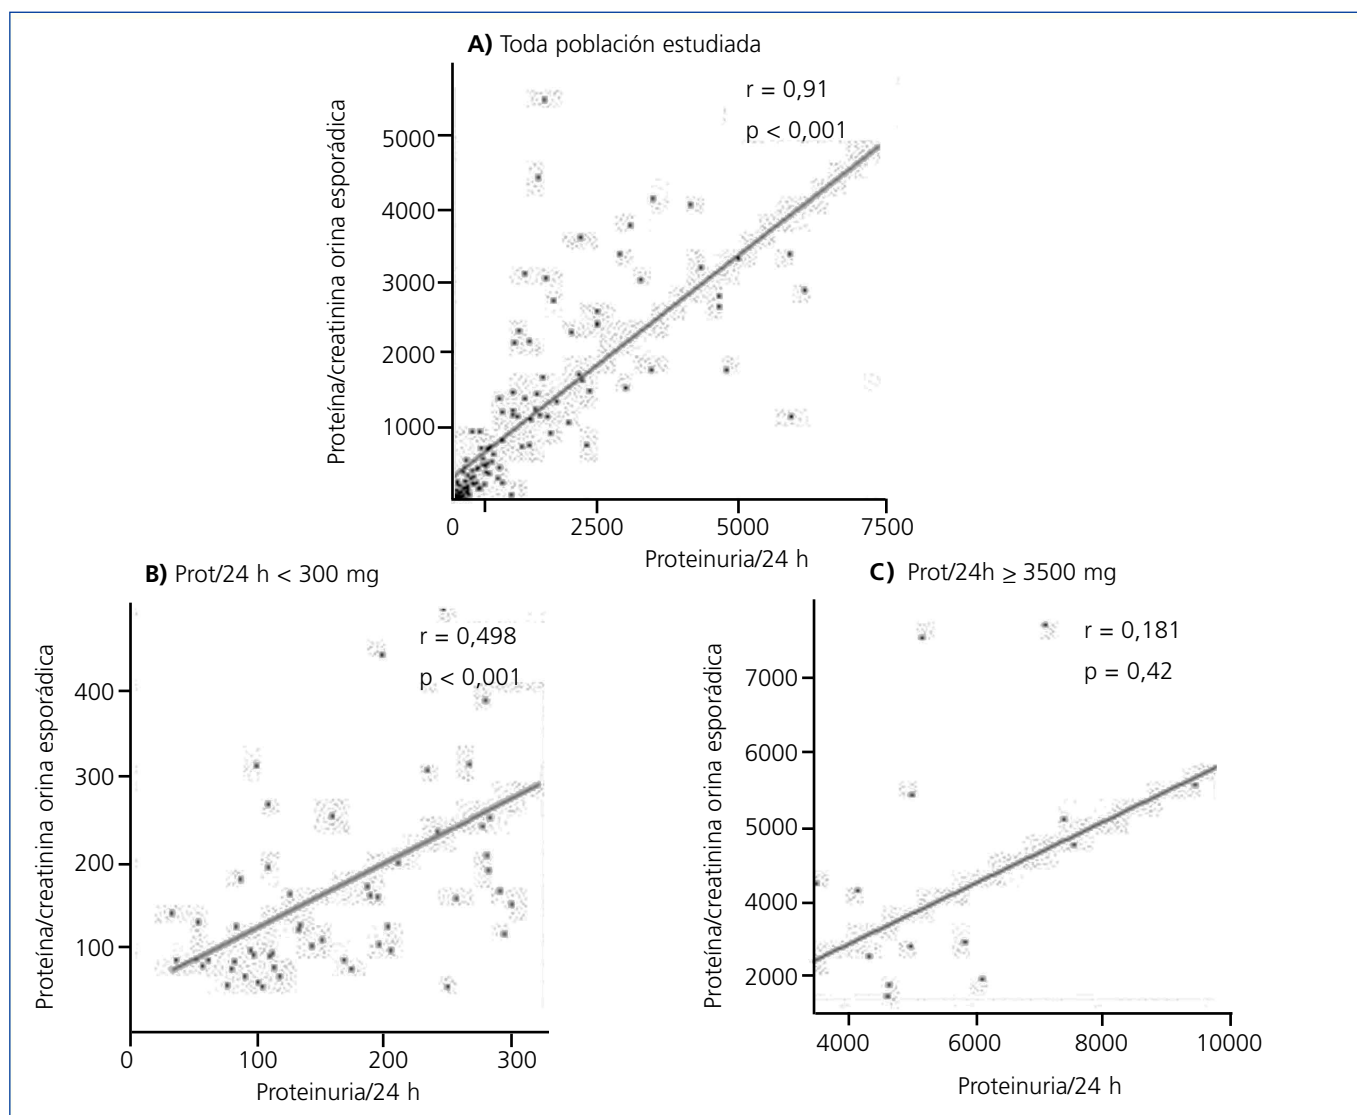 A) Toda población estudiada
r = 0,91
p < 0,001
Proteína/creatinina orina esporádica
5000
4000
3000
2000
1000
0 2500 5000 7500
Proteinuria/24 h
B) Prot/24 h < 300 mg
r = 0,498
p < 0,001
Proteína/creatinina orina esporádica
400
300
200
100
0 100 200 300
Proteinuria/24 h
C) Prot/24h ≥ 3500 mg
r = 0,181
p = 0,42
Proteína/creatinina orina esporádica
7000
6000
5000
4000
2000
4000 6000 8000 10000
Proteinuria/24 h